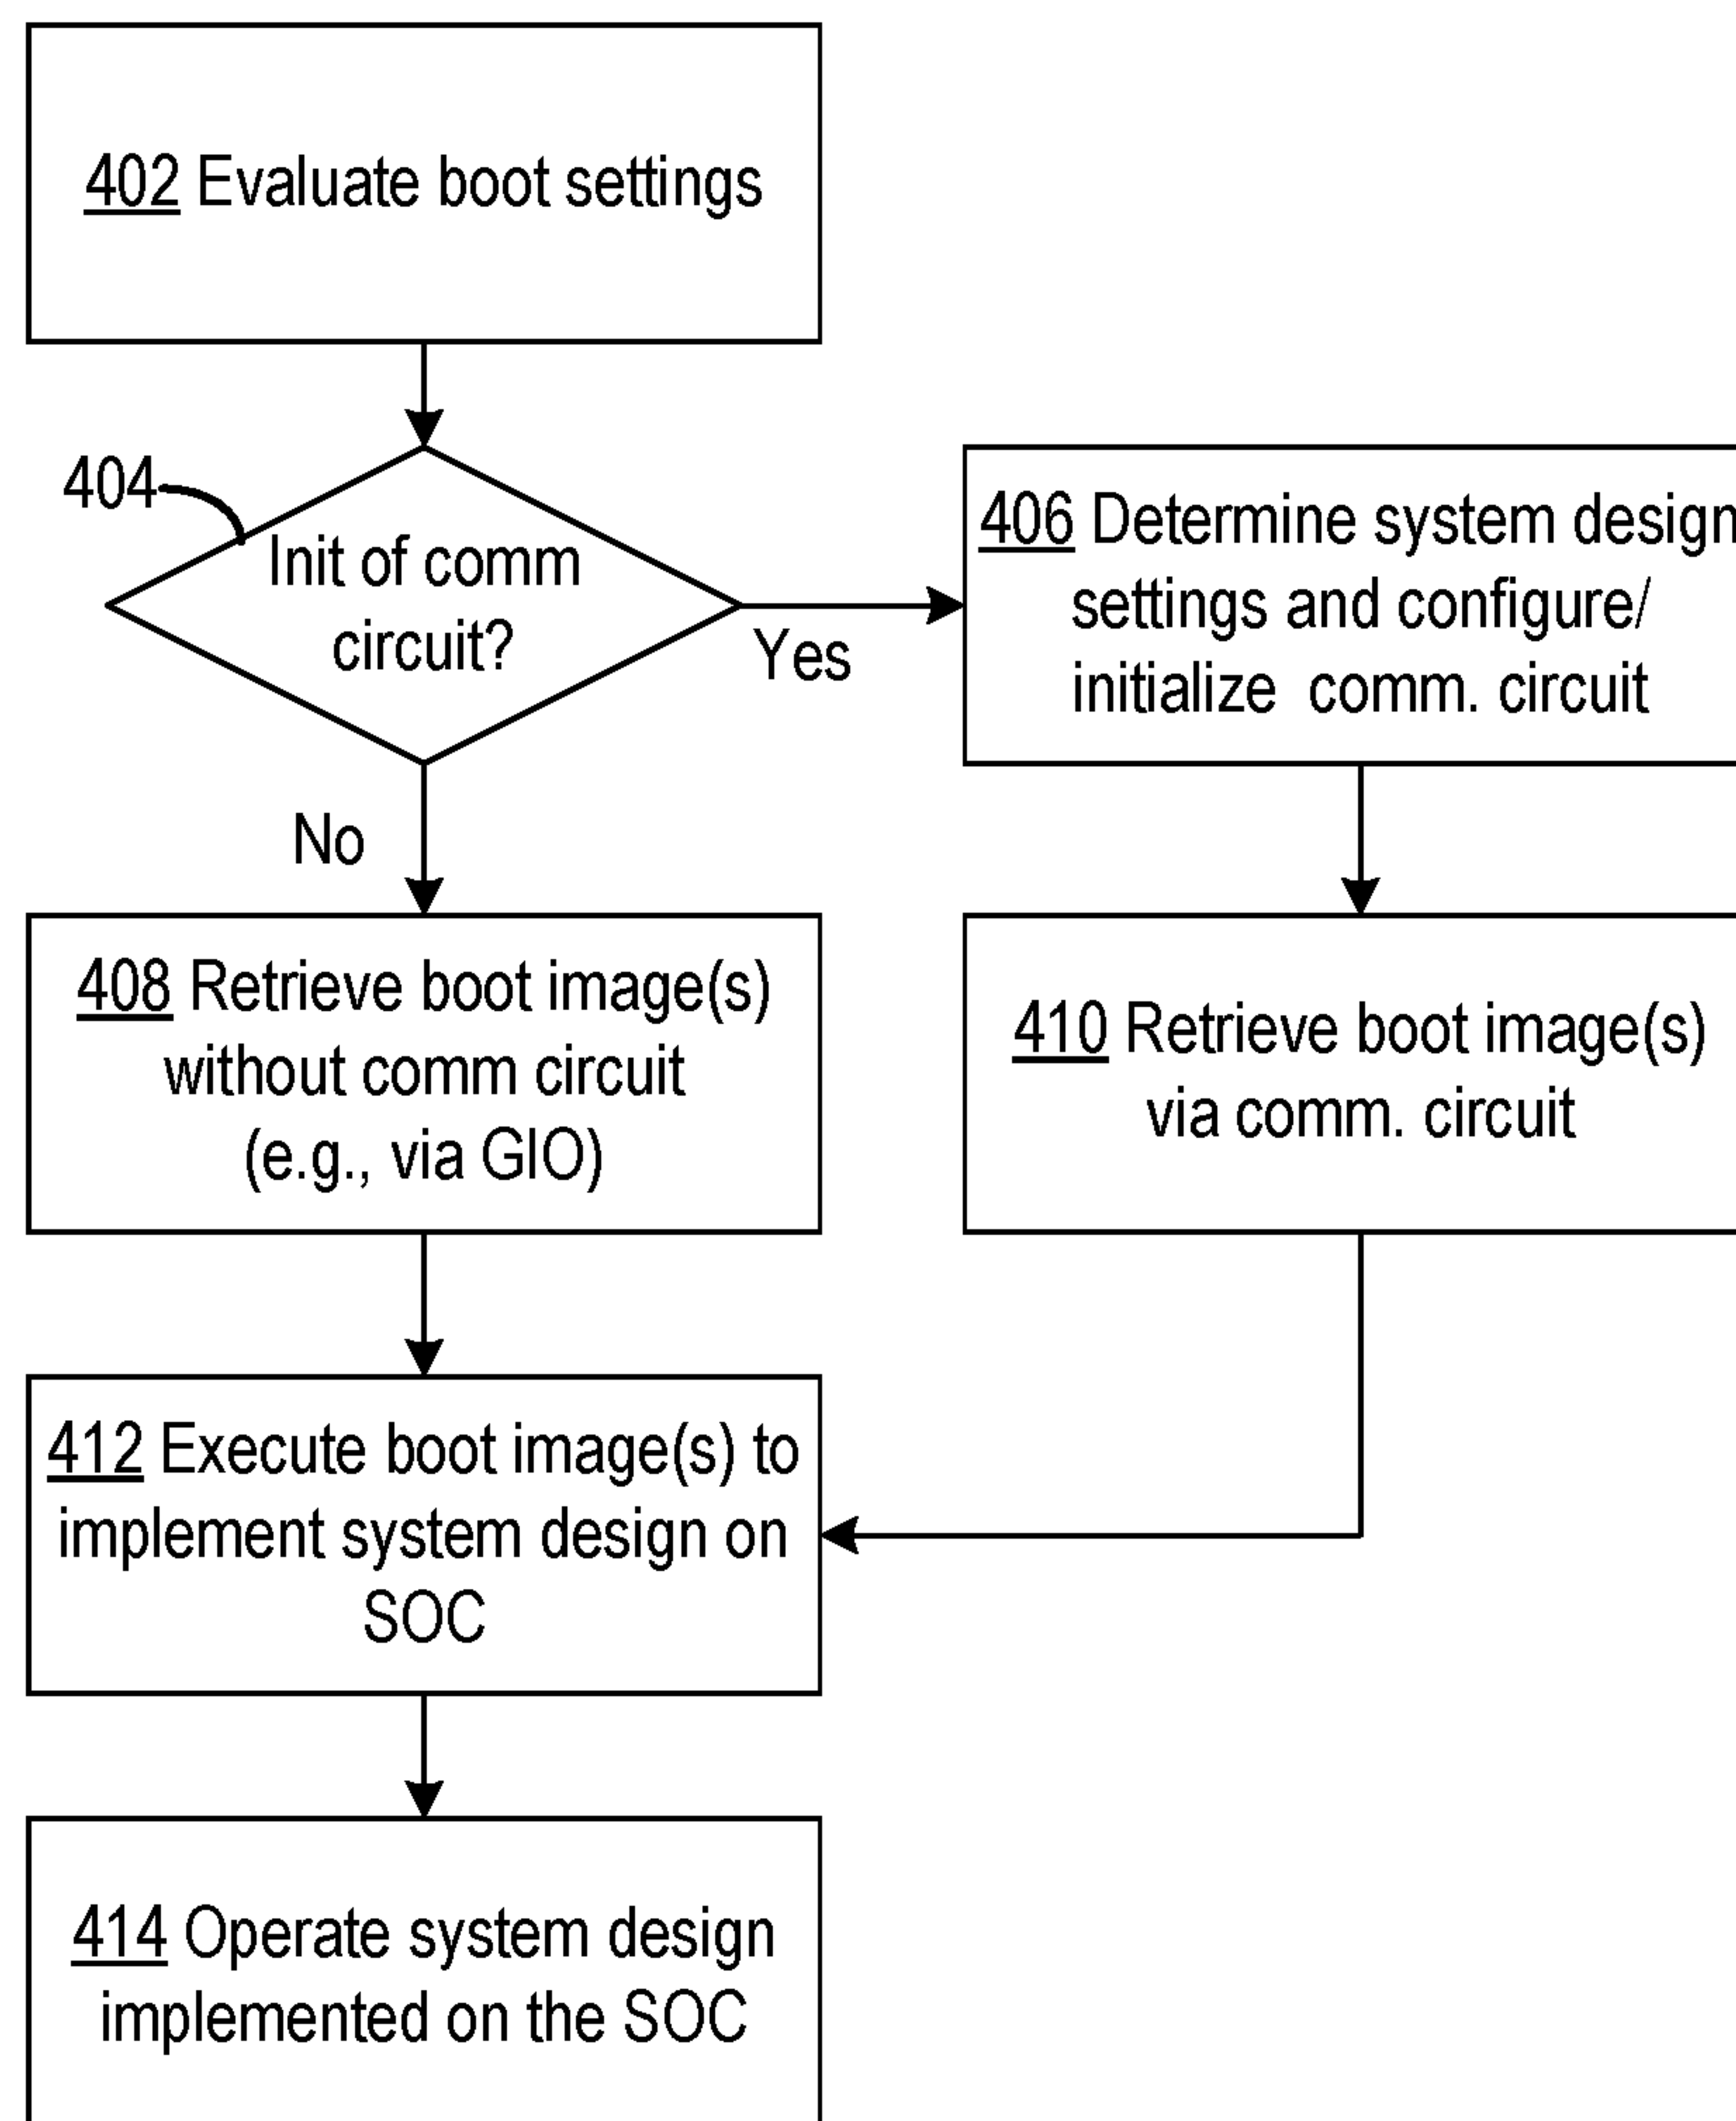 402 Evaluate boot settings
404
Init of comm
circuit?
Yes
406 Determine system design
settings and configure/
initialize comm. circuit
No
408 Retrieve boot image(s)
without comm circuit
(e.g., via GIO)
410 Retrieve boot image(s)
via comm. circuit
412 Execute boot image(s) to
implement system design on
SOC
414 Operate system design
implemented on the SOC